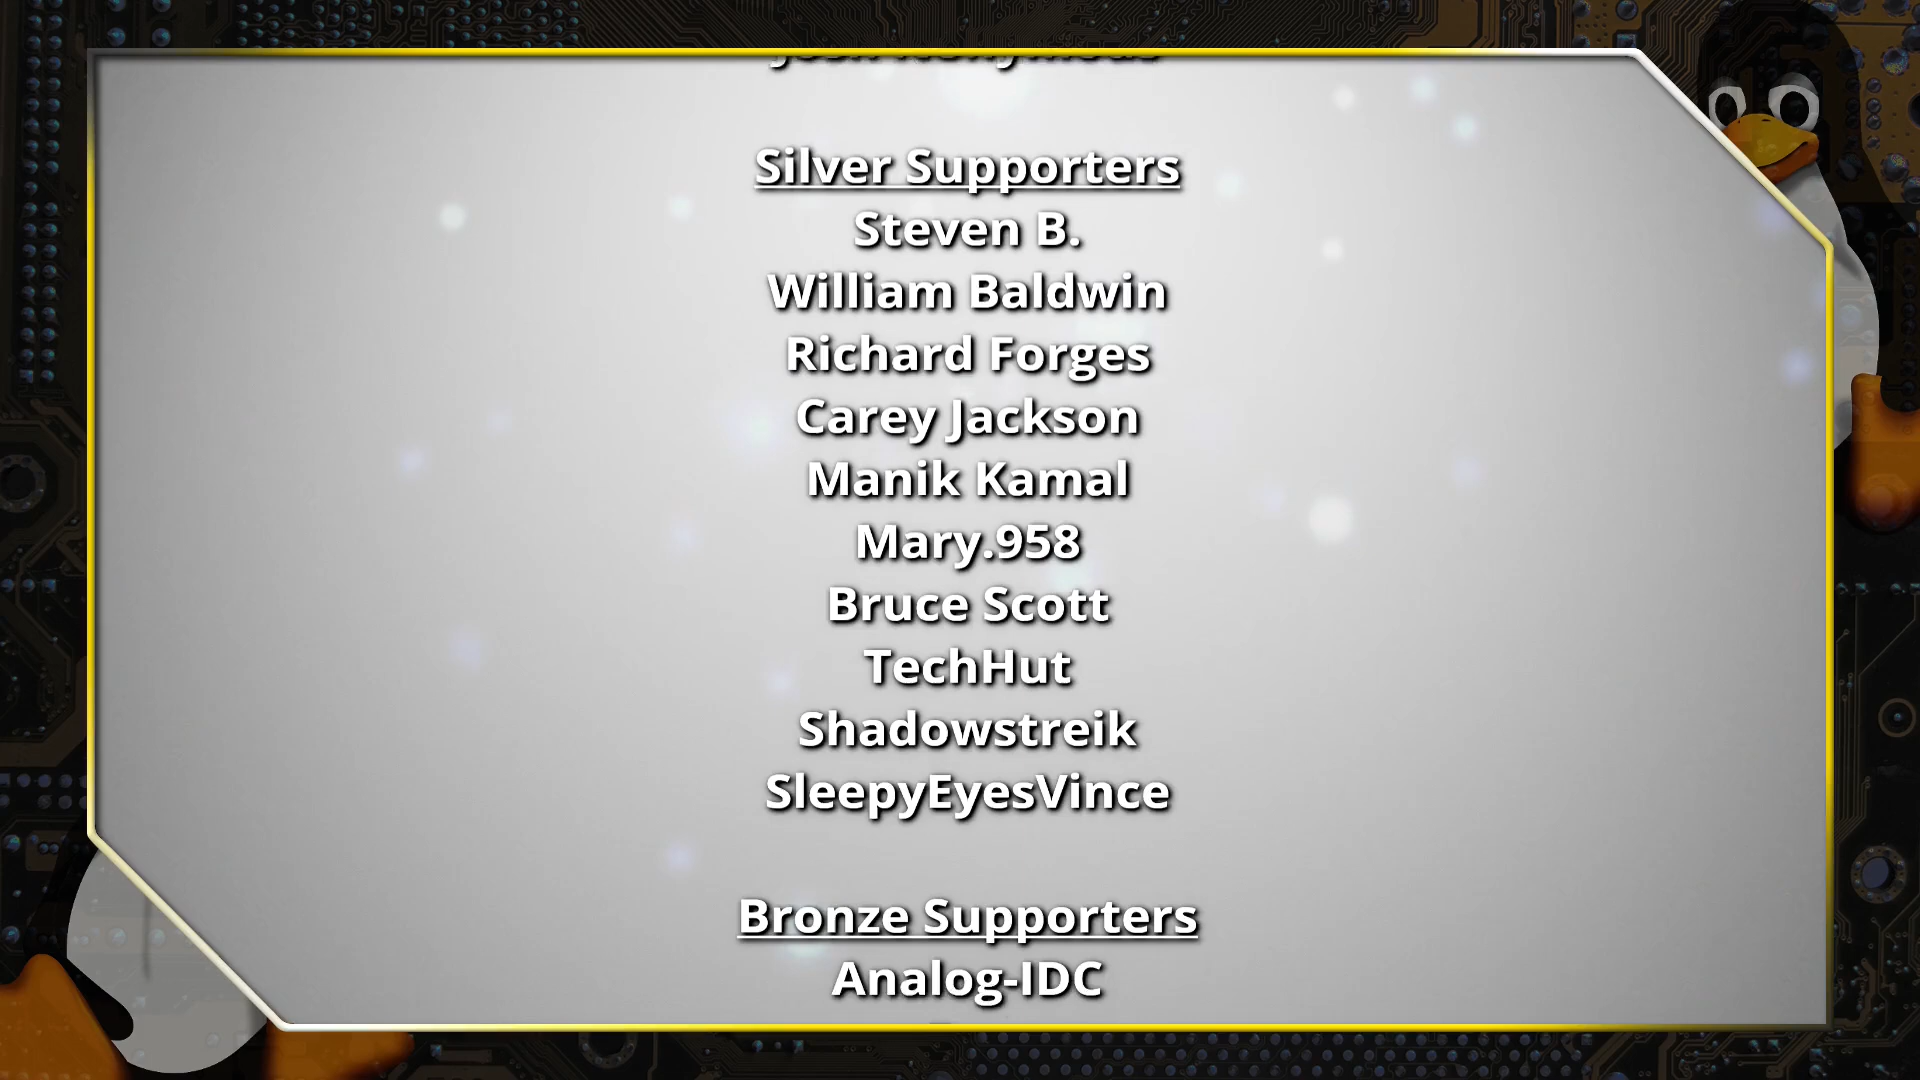 Silver Supporters
Steven B.
William Baldwin
Richard Forges
Carey Jackson
Manik Kamal
Mary.958
Bruce Scott
TechHut
Shadowstreik
SleepyEyesVince
Bronze Supporters
Analog-IDC